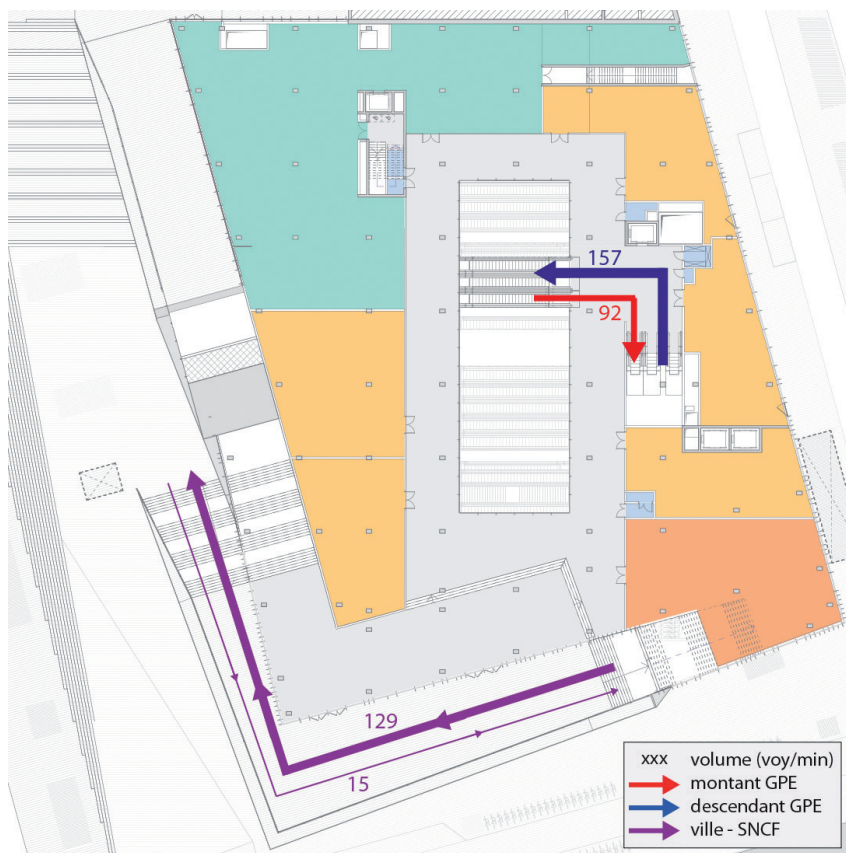 157
92
129
15
xxx volume (voy/min)
montant GPE
descendant GPE
ville - SNCF